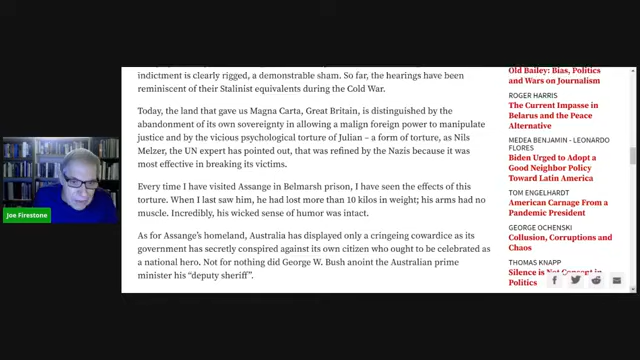 indictment is clearly rigged, a demonstrable sham. So far, the hearings have been
reminiscent of their Stalinist equivalents during the Cold War.
Today, the land that gave us Magna Carta, Great Britain, is distinguished by the
abandonment of its own sovereignty in allowing a malign foreign power to manipulate
justice and by the vicious psychological torture of Julian – a form of torture, as Nils
Melzer, the UN expert has pointed out, that was refined by the Nazis because it was
most effective in breaking its victims.
Every time I have visited Assange in Belmarsh prison, I have seen the effects of this
torture. When I last saw him, he had lost more than 10 kilos in weight; his arms had no
muscle. Incredibly, his wicked sense of humor was intact.
As for Assange's homeland, Australia has displayed only a cringeing cowardice as its
government has secretly conspired against its own citizen who ought to be celebrated as
a national hero. Not for nothing did George W. Bush anoint the Australian prime
minister his "deputy sheriff".
Old Bailey: Bias, Politics
and Wars on Journalism
ROGER HARRIS
The Current Impasse in
Belarus and the Peace
Alternative
MEDEA BENJAMIN - LEONARDO
FLORES
Biden Urged to Adopt a
Good Neighbor Policy
Toward Latin America
TOM ENGELHARDT
American Carnage From a
Pandemic President
GEORGE OCHENSKI
Collusion, Corruptions and
Chaos
THOMAS KNAPP
Silence is Not Consent in
Politics
Joe Firestone